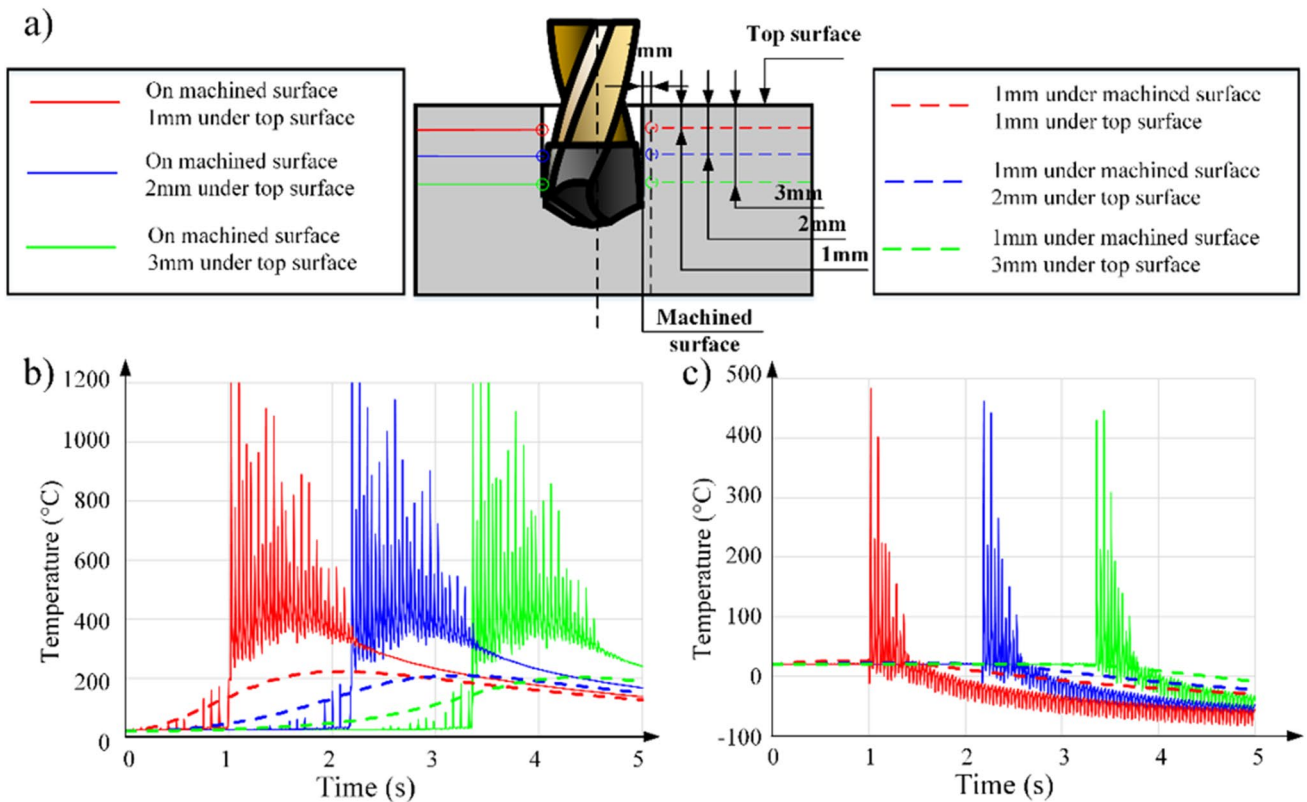 a)
Top surface
On machined surface
1mm under top surface
On machined surface
2mm under top surface
On machined surface
3mm under top surface
3mm
2mm
1mm
Machined
surface
1mm under machined surface
1mm under top surface
1mm under machined surface
2mm under top surface
1mm under machined surface
3mm under top surface
b)
1200
1000
800
600
400
200
0
Temperature (°C)
0 1 2 3 4 5
Time (s)
c)
500
400
300
200
100
0
-100
Temperature (°C)
0 1 2 3 4 5
Time (s)